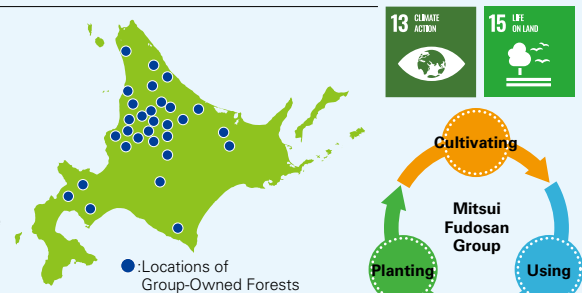 13 CLIMATE
ACTION
15 LIFE
ON LAND
:Locations of
Group-Owned Forests
Cultivating
Mitsui
Fudosan
Group
Planting
Using